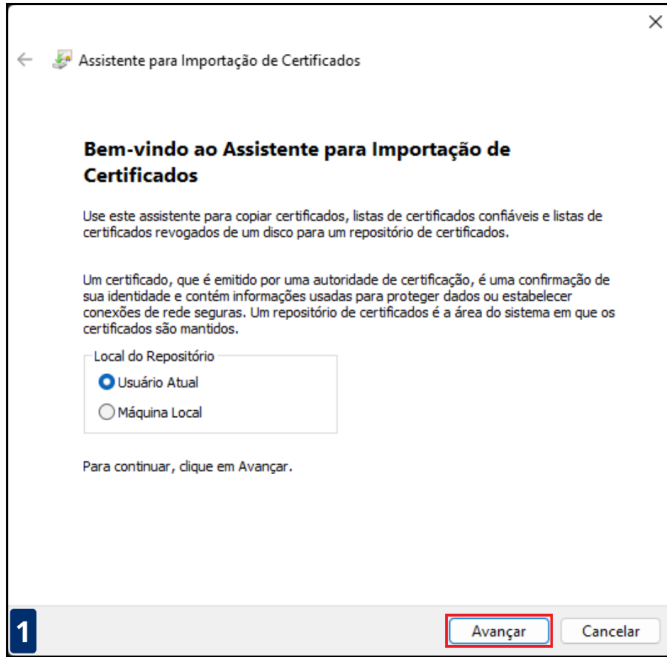 Assistente para Importação de Certificados
Bem-vindo ao Assistente para Importação de
Certificados
Use este assistente para copiar certificados, listas de certificados confiáveis e listas de
certificados revogados de um disco para um repositório de certificados.
Um certificado, que é emitido por uma autoridade de certificação, é uma confirmação de
sua identidade e contém informações usadas para proteger dados ou estabelecer
conexões de rede seguras. Um repositório de certificados é a área do sistema em que os
certificados são mantidos.
Local do Repositório
Usuário Atual
Máquina Local
Para continuar, clique em Avançar.
1
Avançar
Cancelar